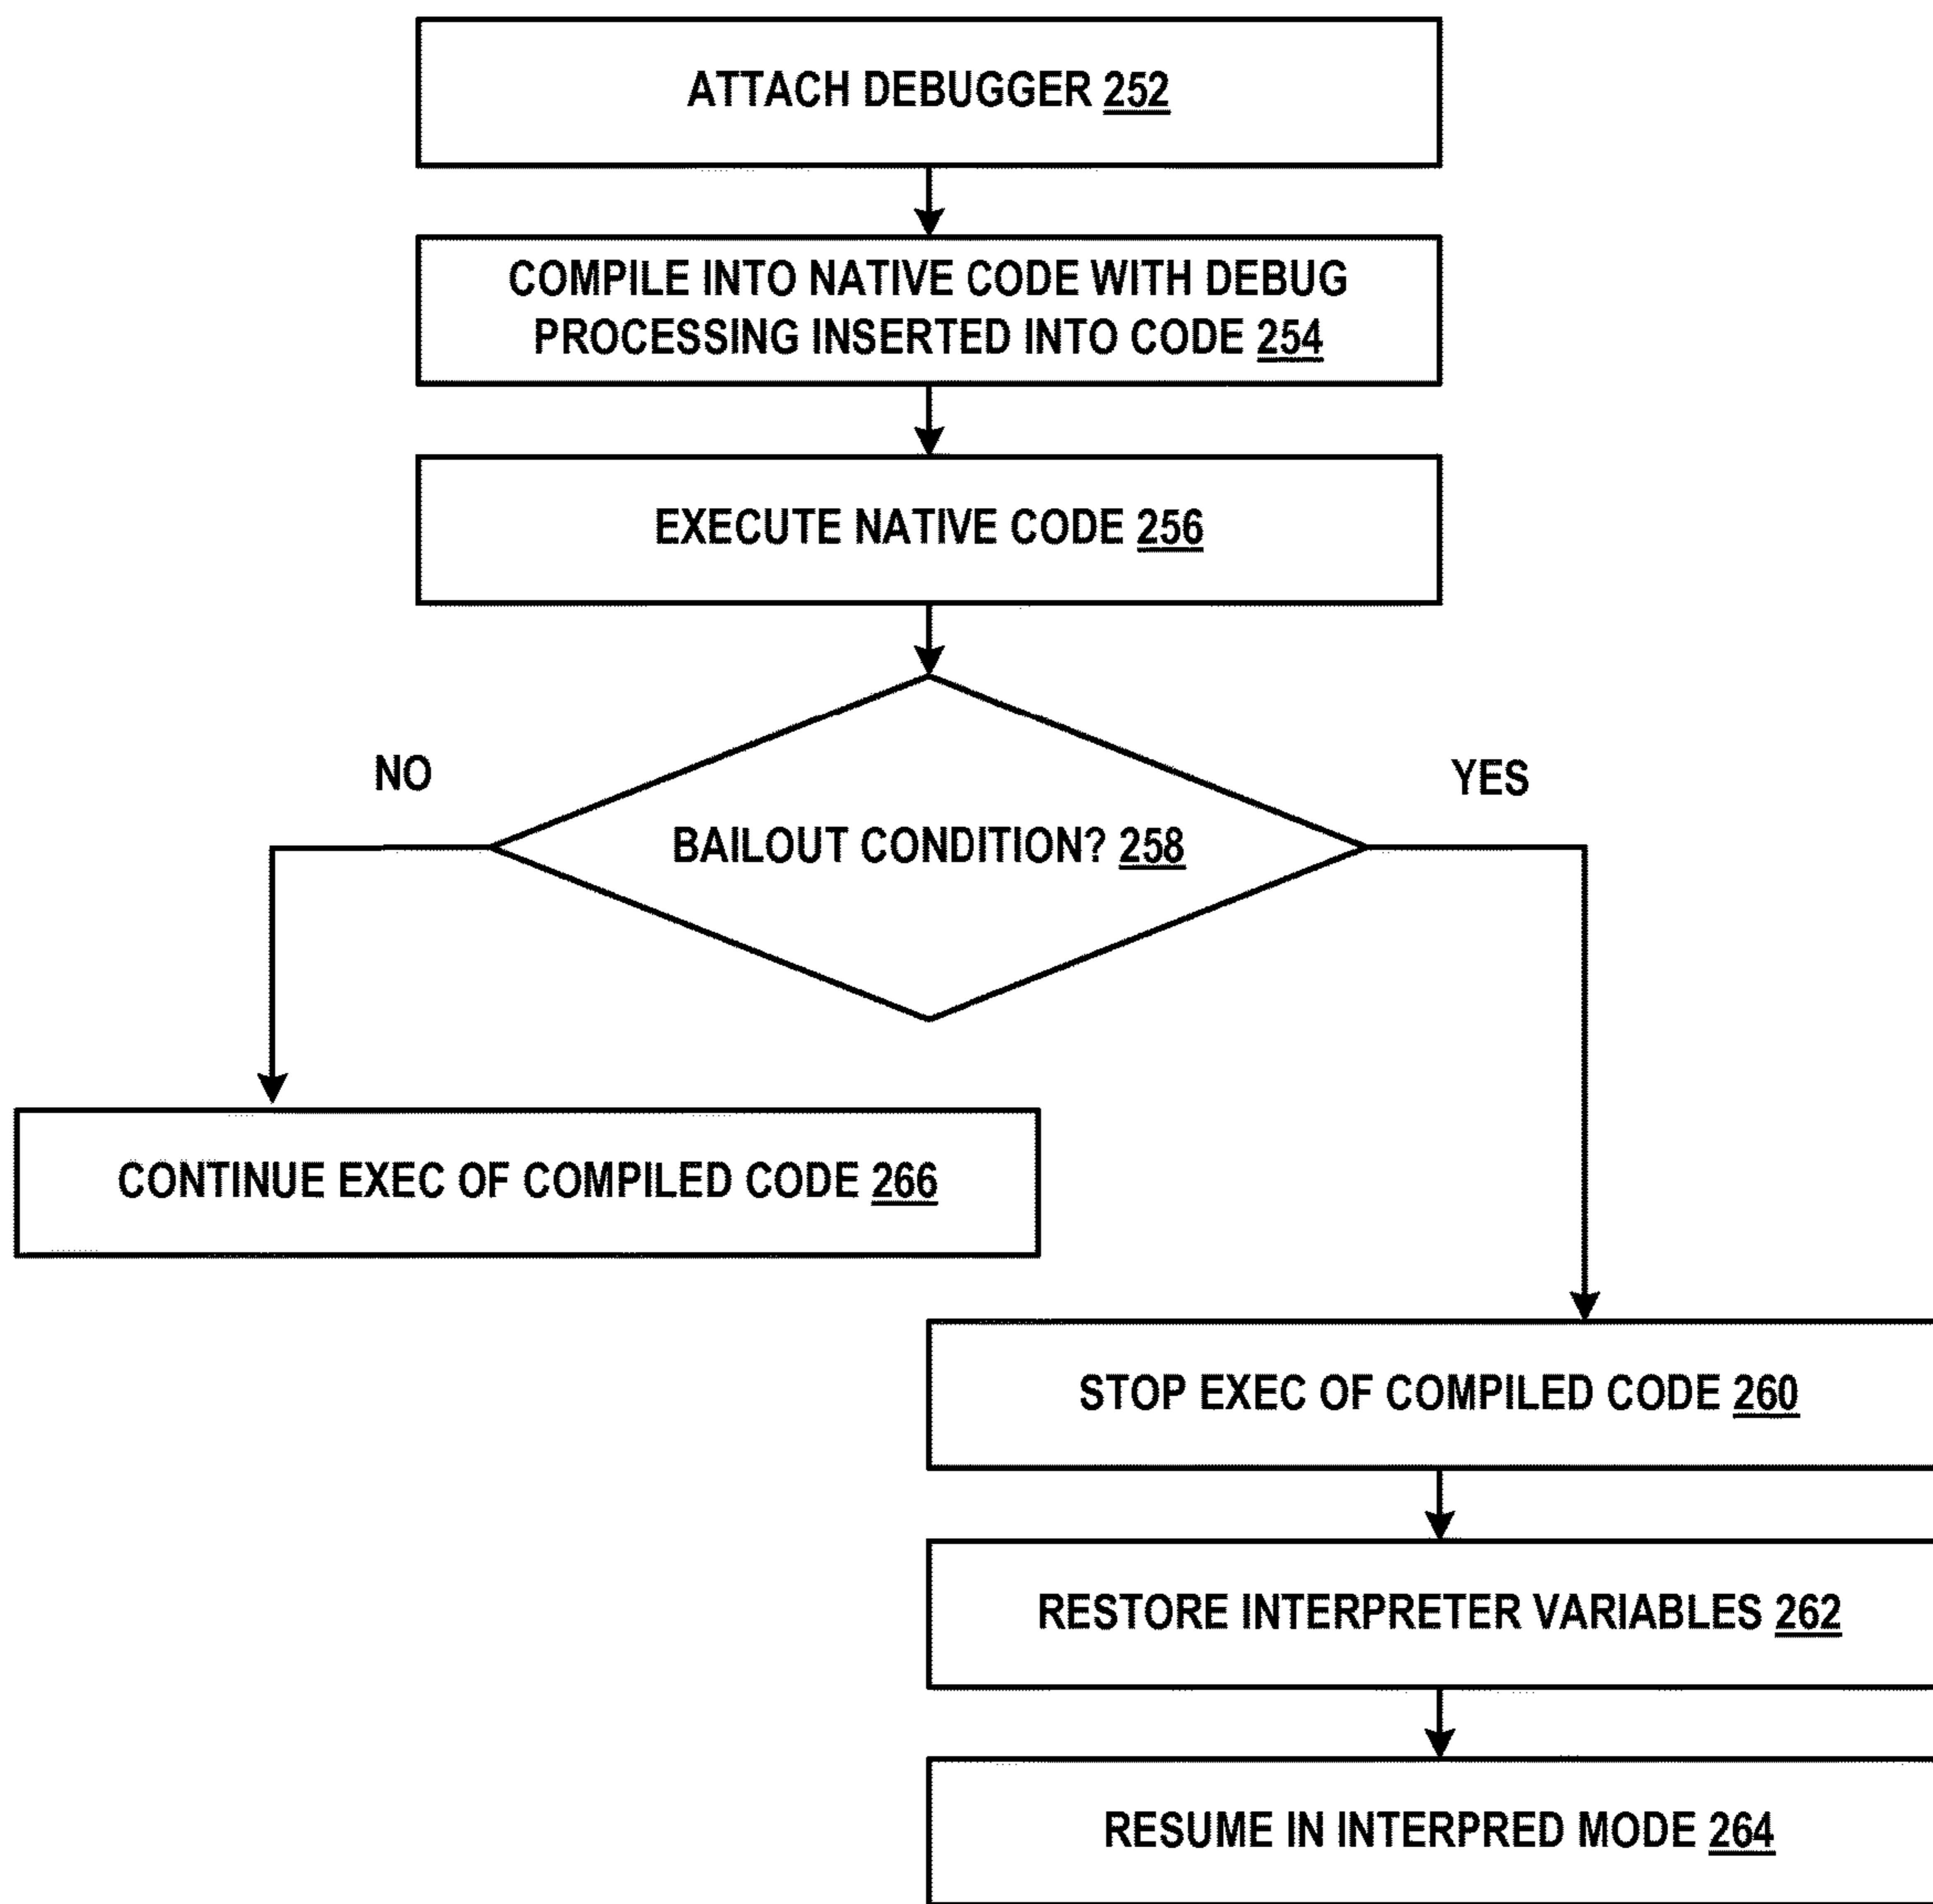 ATTACH DEBUGGER 252
COMPILE INTO NATIVE CODE WITH DEBUG
PROCESSING INSERTED INTO CODE 254
EXECUTE NATIVE CODE 256
NO
YES
BAILOUT CONDITION? 258
CONTINUE EXEC OF COMPILED CODE 266
STOP EXEC OF COMPILED CODE 260
RESTORE INTERPRETER VARIABLES 262
RESUME IN INTERPRED MODE 264